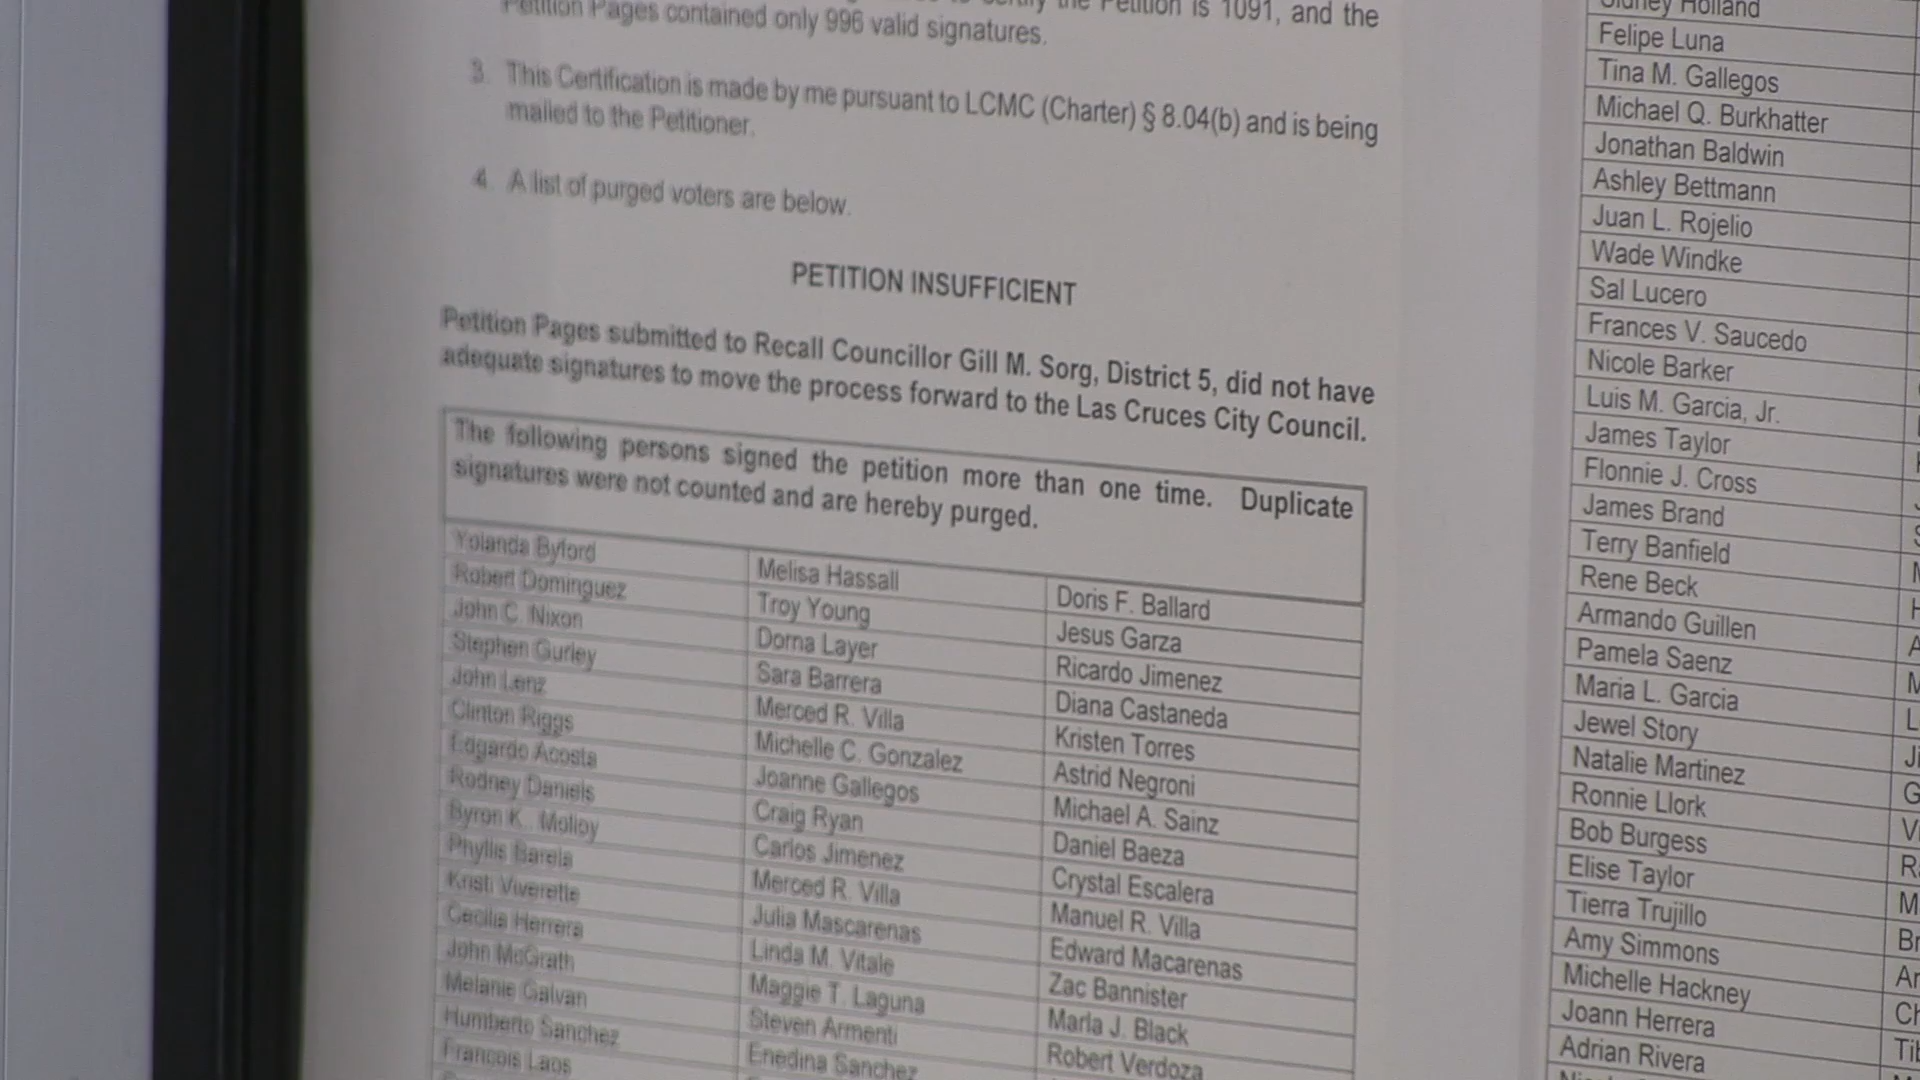 certify the Petition is 1091, and the
Petition Pages contained only 996 valid signatures.
3. This Certification is made by me pursuant to LCMC (Charter) § 8.04(b) and is being
mailed to the Petitioner.
4. A list of purged voters are below.
PETITION INSUFFICIENT
Petition Pages submitted to Recall Councillor Gill M. Sorg, District 5, did not have
adequate signatures to move the process forward to the Las Cruces City Council.
The following persons signed the petition more than one time. Duplicate
signatures were not counted and are hereby purged.
Yolanda Byford Melisa Hassall Doris F. Ballard
Robert Dominguez Troy Young Jesus Garza
John C. Nixon Dorna Layer Ricardo Jimenez
Stephen Gurley Sara Barrera Diana Castaneda
John Lenz Merced R. Villa Kristen Torres
Clinton Riggs Michelle C. Gonzalez Astrid Negroni
Edgardo Acosta Joanne Gallegos Michael A. Sainz
Rodney Daniels Craig Ryan Daniel Baeza
Byron K. Molloy Carlos Jimenez Crystal Escalera
Phyllis Barela Merced R. Villa Manuel R. Villa
Kristi Viverette Julia Mascarenas Edward Macarenas
Cecilia Herrera Linda M. Vitale Zac Bannister
John McGrath Maggie T. Laguna Marla J. Black
Melanie Galvan Steven Armenti Robert Verdoza
Humberto Sanchez Enedina Sanchez
Francois Laos
Sidney Holland
Felipe Luna
Tina M. Gallegos
Michael Q. Burkhatter
Jonathan Baldwin
Ashley Bettmann
Juan L. Rojelio
Wade Windke
Sal Lucero
Frances V. Saucedo
Nicole Barker
Luis M. Garcia, Jr.
James Taylor
Flonnie J. Cross
James Brand
Terry Banfield
Rene Beck
Armando Guillen
Pamela Saenz
Maria L. Garcia
Jewel Story
Natalie Martinez
Ronnie Llork
Bob Burgess
Elise Taylor
Tierra Trujillo
Amy Simmons
Michelle Hackney
Joann Herrera
Adrian Rivera